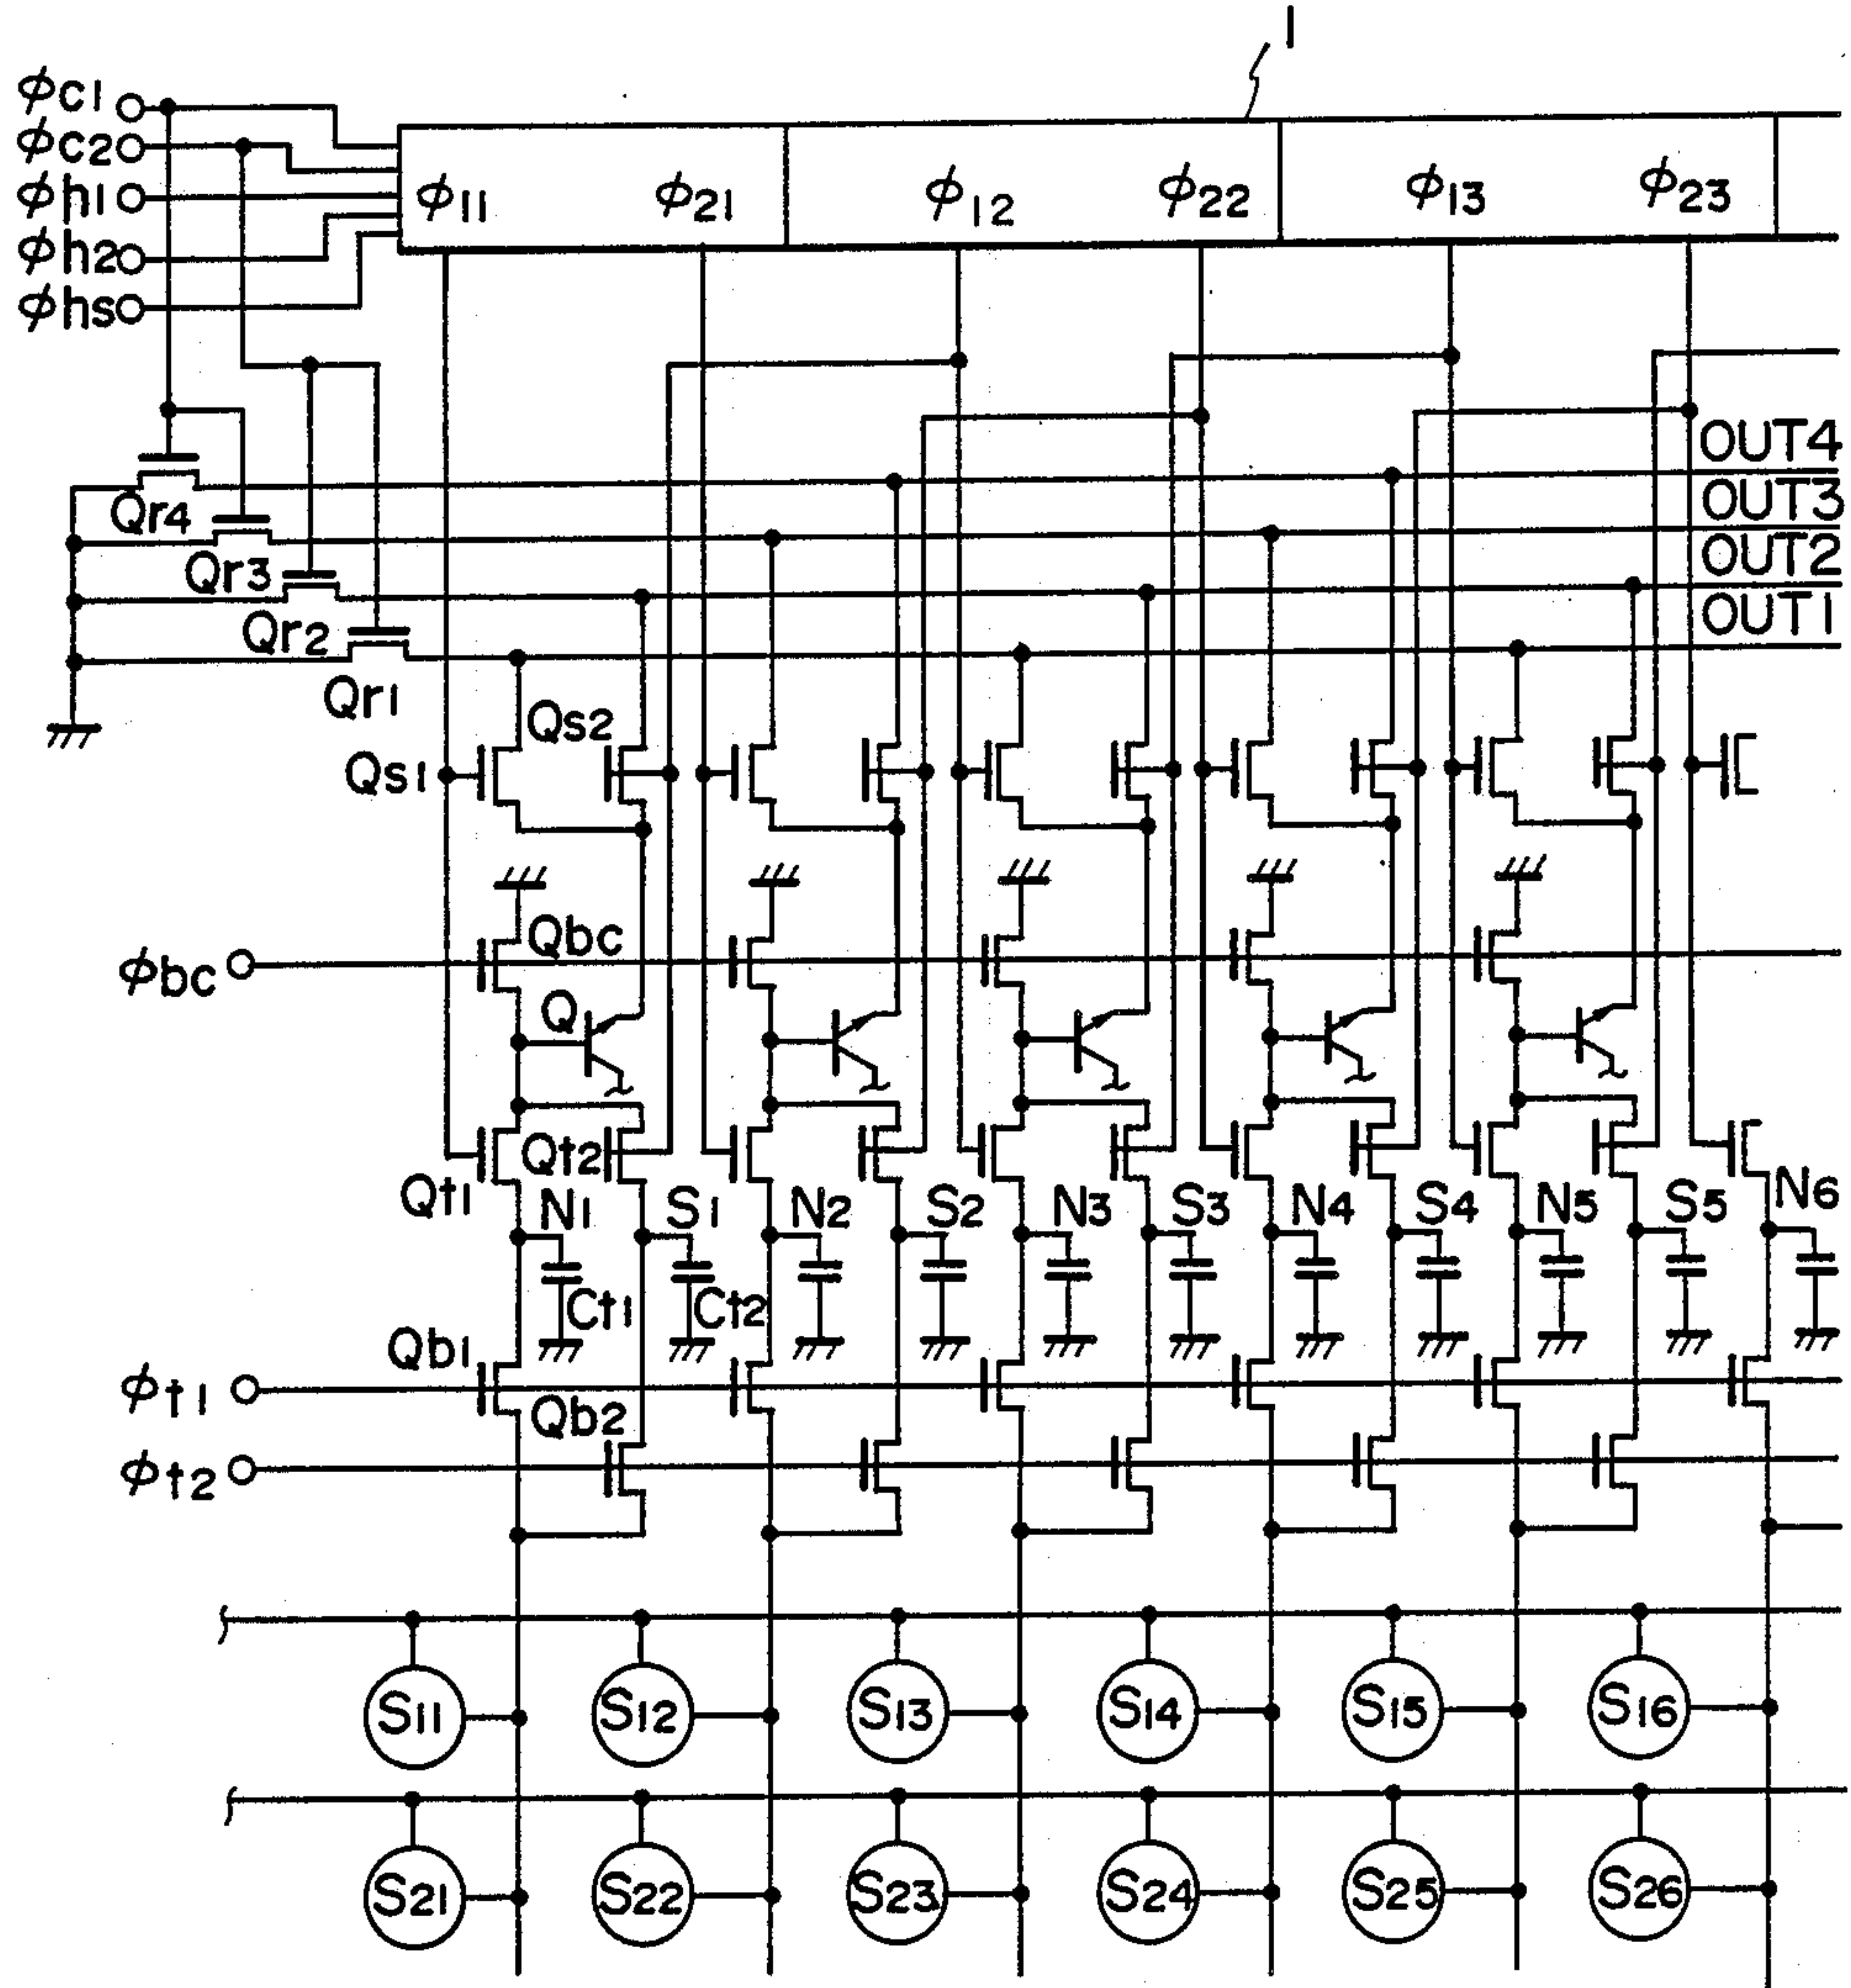 1
φc1
φc2
φh1
φh2
φhs
φ11 φ21 φ12 φ22 φ13 φ23
OUT4
OUT3
OUT2
OUT1
Qr4
Qr3
Qr2
Qr1
Qs2
Qs1
Qbc
φbc
Q
Qt2
Qt1
N1 S1 N2 S2 N3 S3 N4 S4 N5 S5 N6
Ct1 Ct2
Qb1
φt1
Qb2
φt2
S11 S12 S13 S14 S15 S16
S21 S22 S23 S24 S25 S26